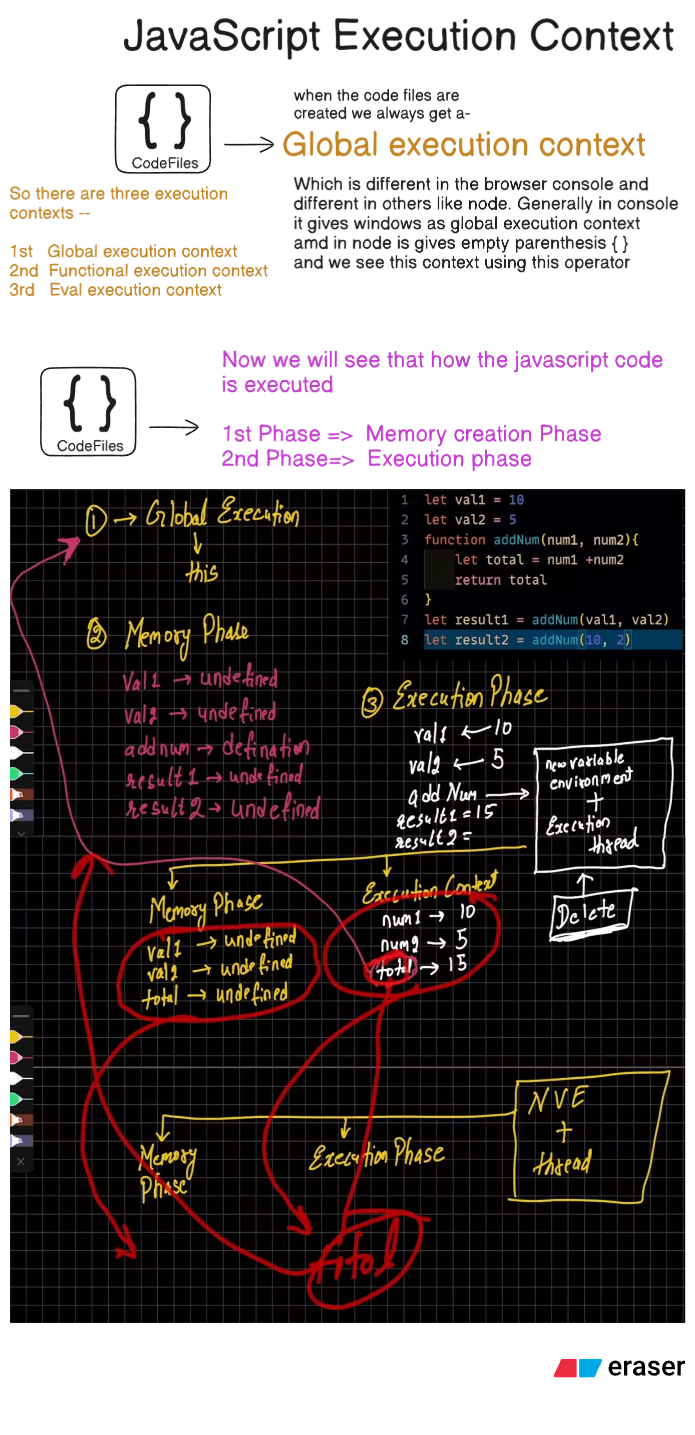 JavaScript Execution Context
{ }
CodeFiles
when the code files are
created we always get a-
Global execution context
So there are three execution
contexts --
1st Global execution context
2nd Functional execution context
3rd Eval execution context
Which is different in the browser console and
different in others like node. Generally in console
it gives windows as global execution context
amd in node is gives empty parenthesis { }
and we see this context using this operator
{ }
CodeFiles
Now we will see that how the javascript code
is executed
1st Phase => Memory creation Phase
2nd Phase=> Execution phase
1 → Global Execution
↓
this
1 let val1 = 10
2 let val2 = 5
3 function addNum(num1, num2){
4 let total = num1 +num2
5 return total
6 }
7 let result1 = addNum(val1, val2)
8 let result2 = addNum(10, 2)
2 Memory Phase
Val1 → undefined
val2 → undefined
addnum → defination
result1 → undefined
result2 → undefined
3 Execution Phase
val1 ← 10
val2 ← 5
add Num →
result1 = 15
result2 =
new variable
environment
+
Execution
thread
Delete
Memory Phase
val1 → undefined
val2 → undefined
total → undefined
Execution Context
num1 → 10
num2 → 5
total → 15
NVE
+
thread
Memory
Phase
Execution Phase
total
eraser